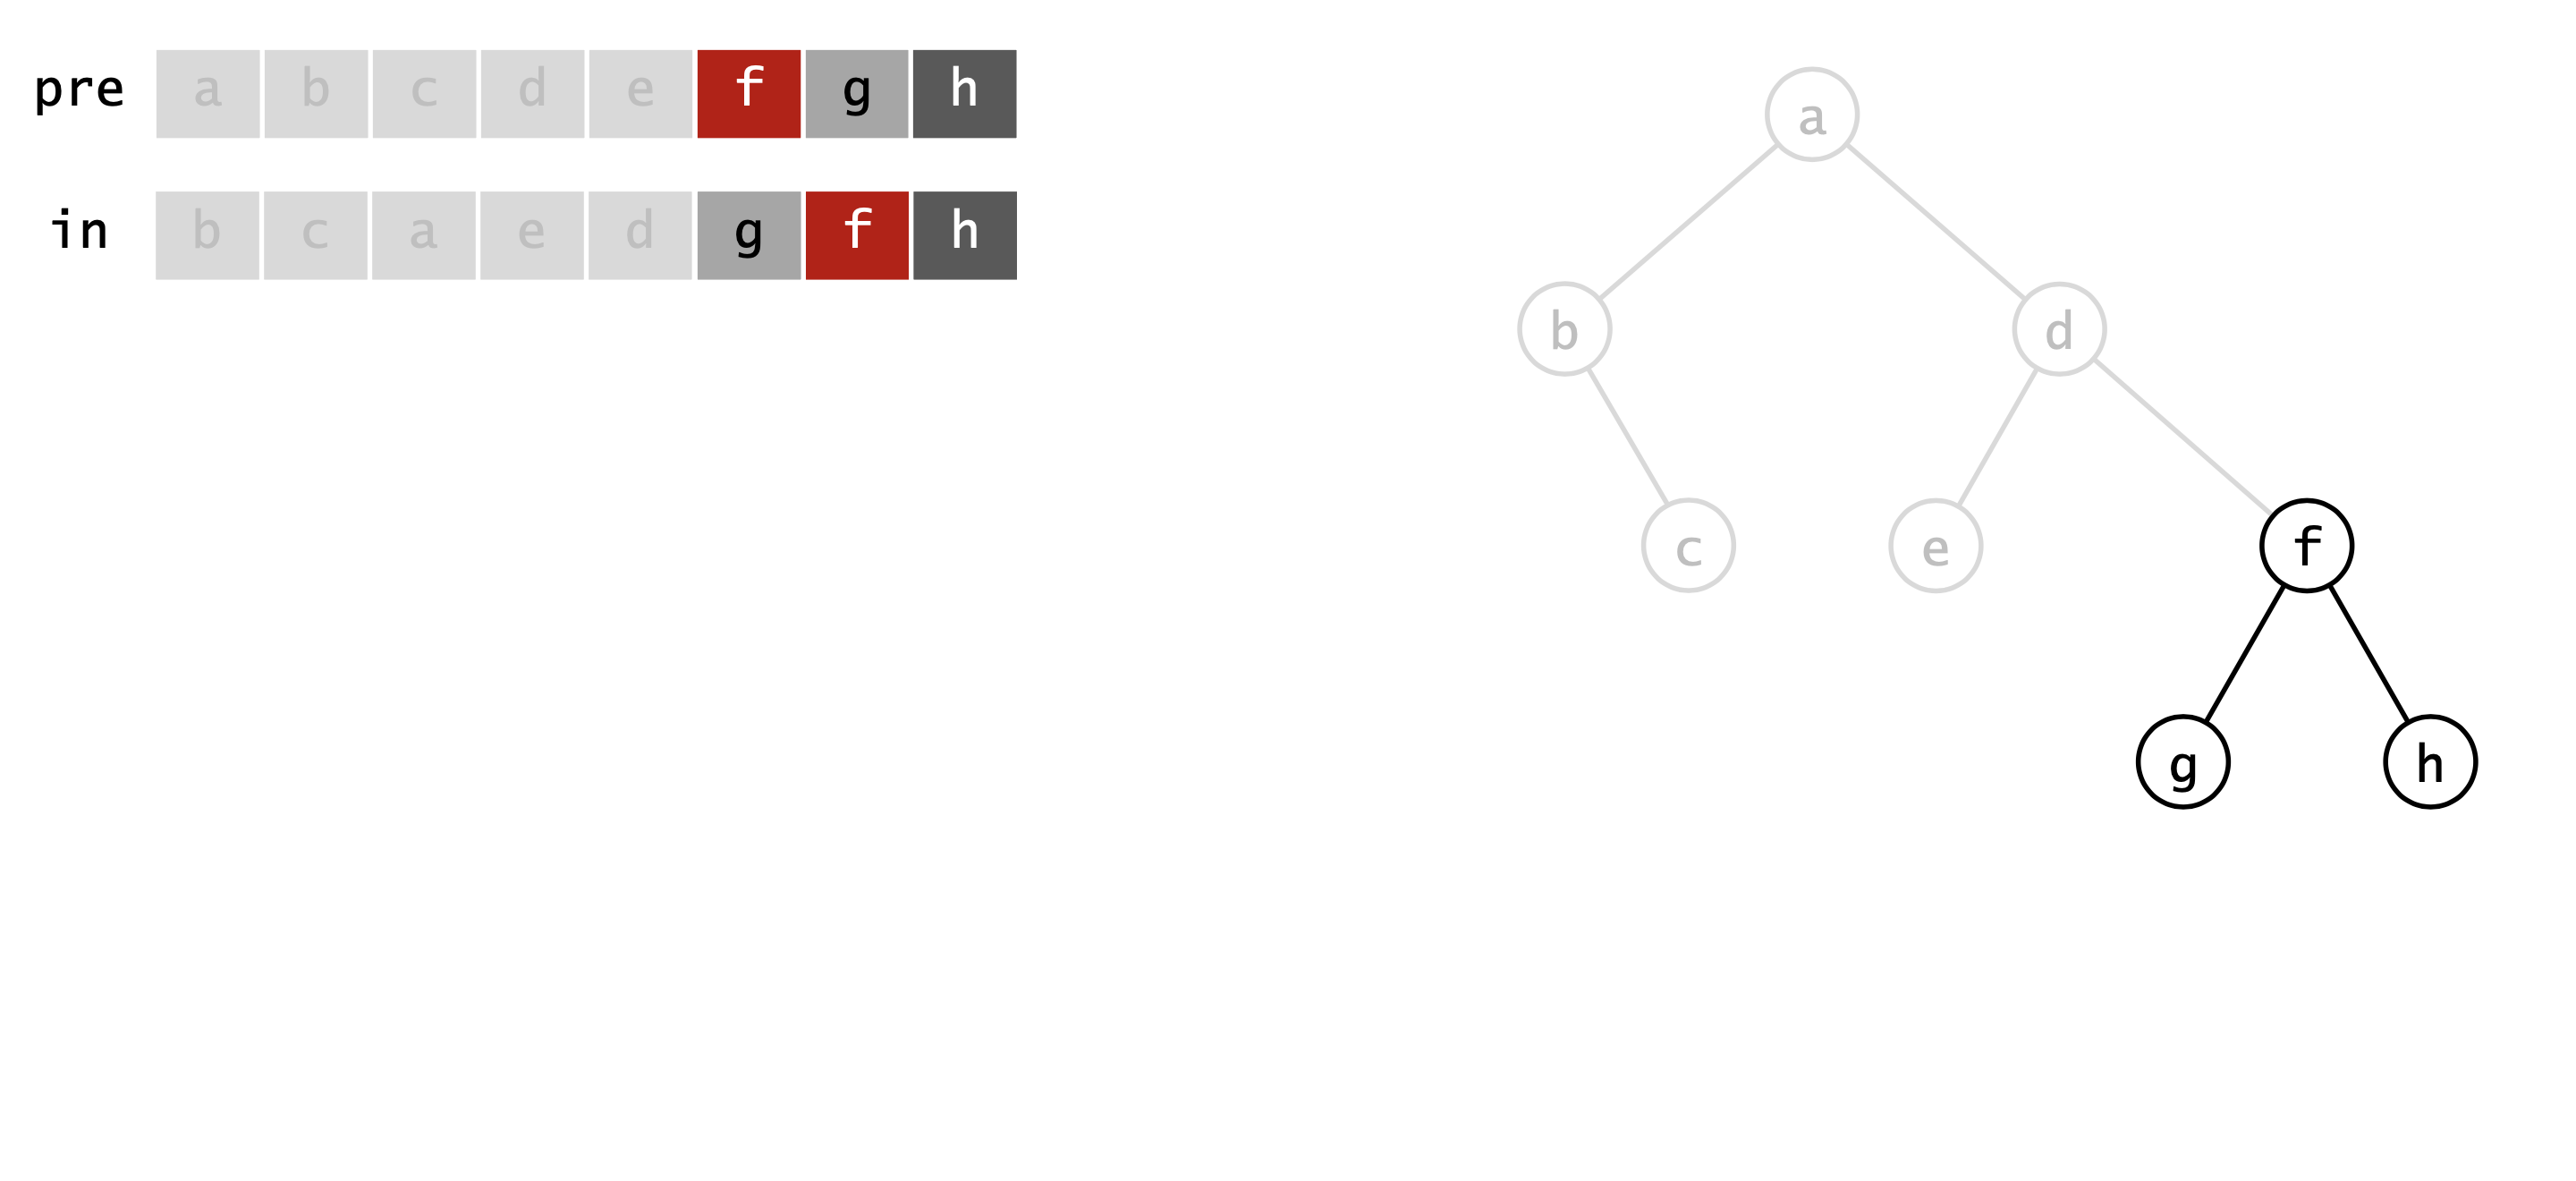 pre a b c d e f g h
in b c a e d g f h
a
b d
c e f
g h